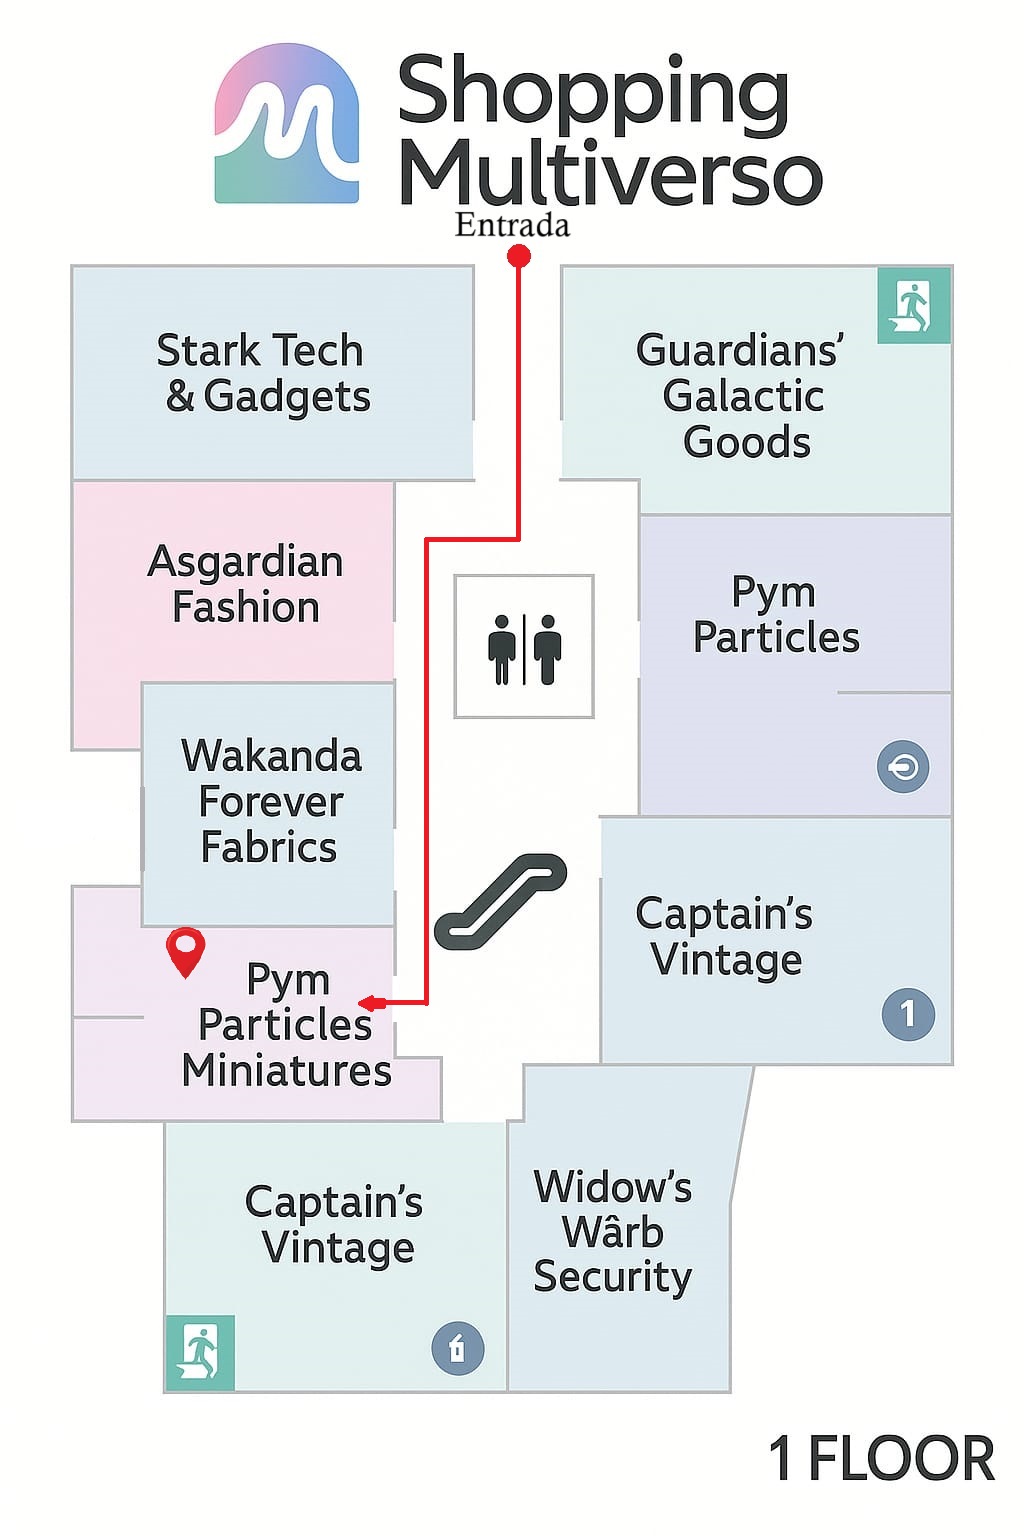 Shopping
Multiverso
Entrada
Stark Tech
& Gadgets
Guardians’
Galactic
Goods
Asgardian
Fashion
Pym
Particles
Wakanda
Forever
Fabrics
Captain’s
Vintage
1
Pym
Particles
Miniatures
Captain’s
Vintage
Widow’s
Wârb
Security
1 FLOOR